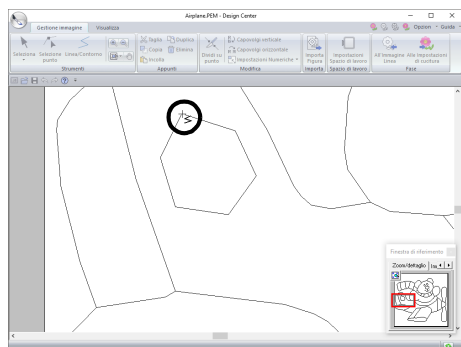 Airplane.PEM - Design Center
Gestione immagine Visualizza
Opzioni Guida
Seleziona Selezione punto Linea/Contorno
Taglia Duplica
Copia Elimina
Incolla
Dividi su punto
Capovolgi verticale
Capovolgi orizzontale
Impostazioni Numeriche
Importa Figure
Impostazioni Spazio di lavoro
All'Immagine Linea
Alla Impostazioni di cucitura
Strumenti Appunti Modifica Importa Spazio di lavoro Fase
Finestra di riferimento
Zoom/dettaglio